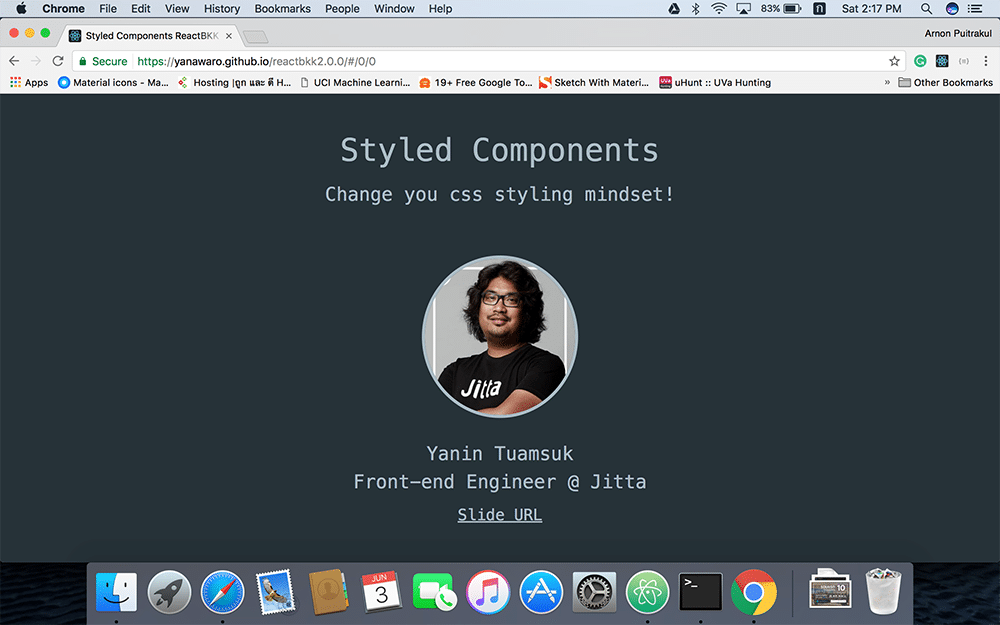 Chrome File Edit View History Bookmarks People Window Help 83% Sat 2:17 PM
Styled Components ReactBKK Arnon Puitrakul
Secure https://yanawaro.github.io/reactbkk2.0.0/#/0/0
Apps Material icons - Ma... Hosting |ถูก และ ดี H... UCI Machine Learni... 19+ Free Google To... Sketch With Materi... uHunt :: UVa Hunting » Other Bookmarks
Styled Components
Change you css styling mindset!
Jitta
Yanin Tuamsuk
Front-end Engineer @ Jitta
Slide URL
JUN
3
>_